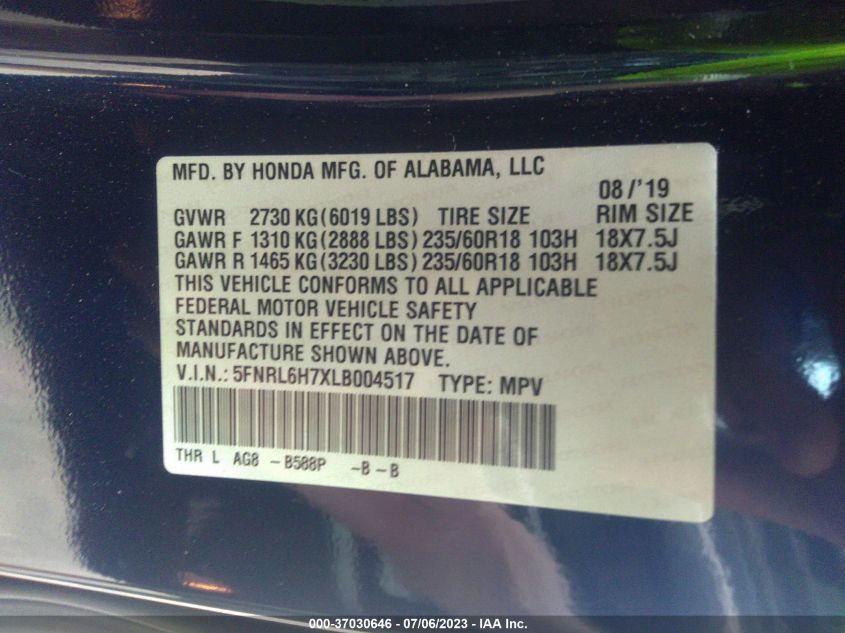 MFD. BY HONDA MFG. OF ALABAMA, LLC
08/'19
GVWR 2730 KG(6019 LBS) TIRE SIZE RIM SIZE
GAWR F 1310 KG(2888 LBS) 235/60R18 103H 18X7.5J
GAWR R 1465 KG(3230 LBS) 235/60R18 103H 18X7.5J
THIS VEHICLE CONFORMS TO ALL APPLICABLE
FEDERAL MOTOR VEHICLE SAFETY
STANDARDS IN EFFECT ON THE DATE OF
MANUFACTURE SHOWN ABOVE.
V.I.N.: 5FNRL6H7XLB004517 TYPE: MPV
THR L AG8 -B588P -B-B
000-37030646 - 07/06/2023 - IAA Inc.